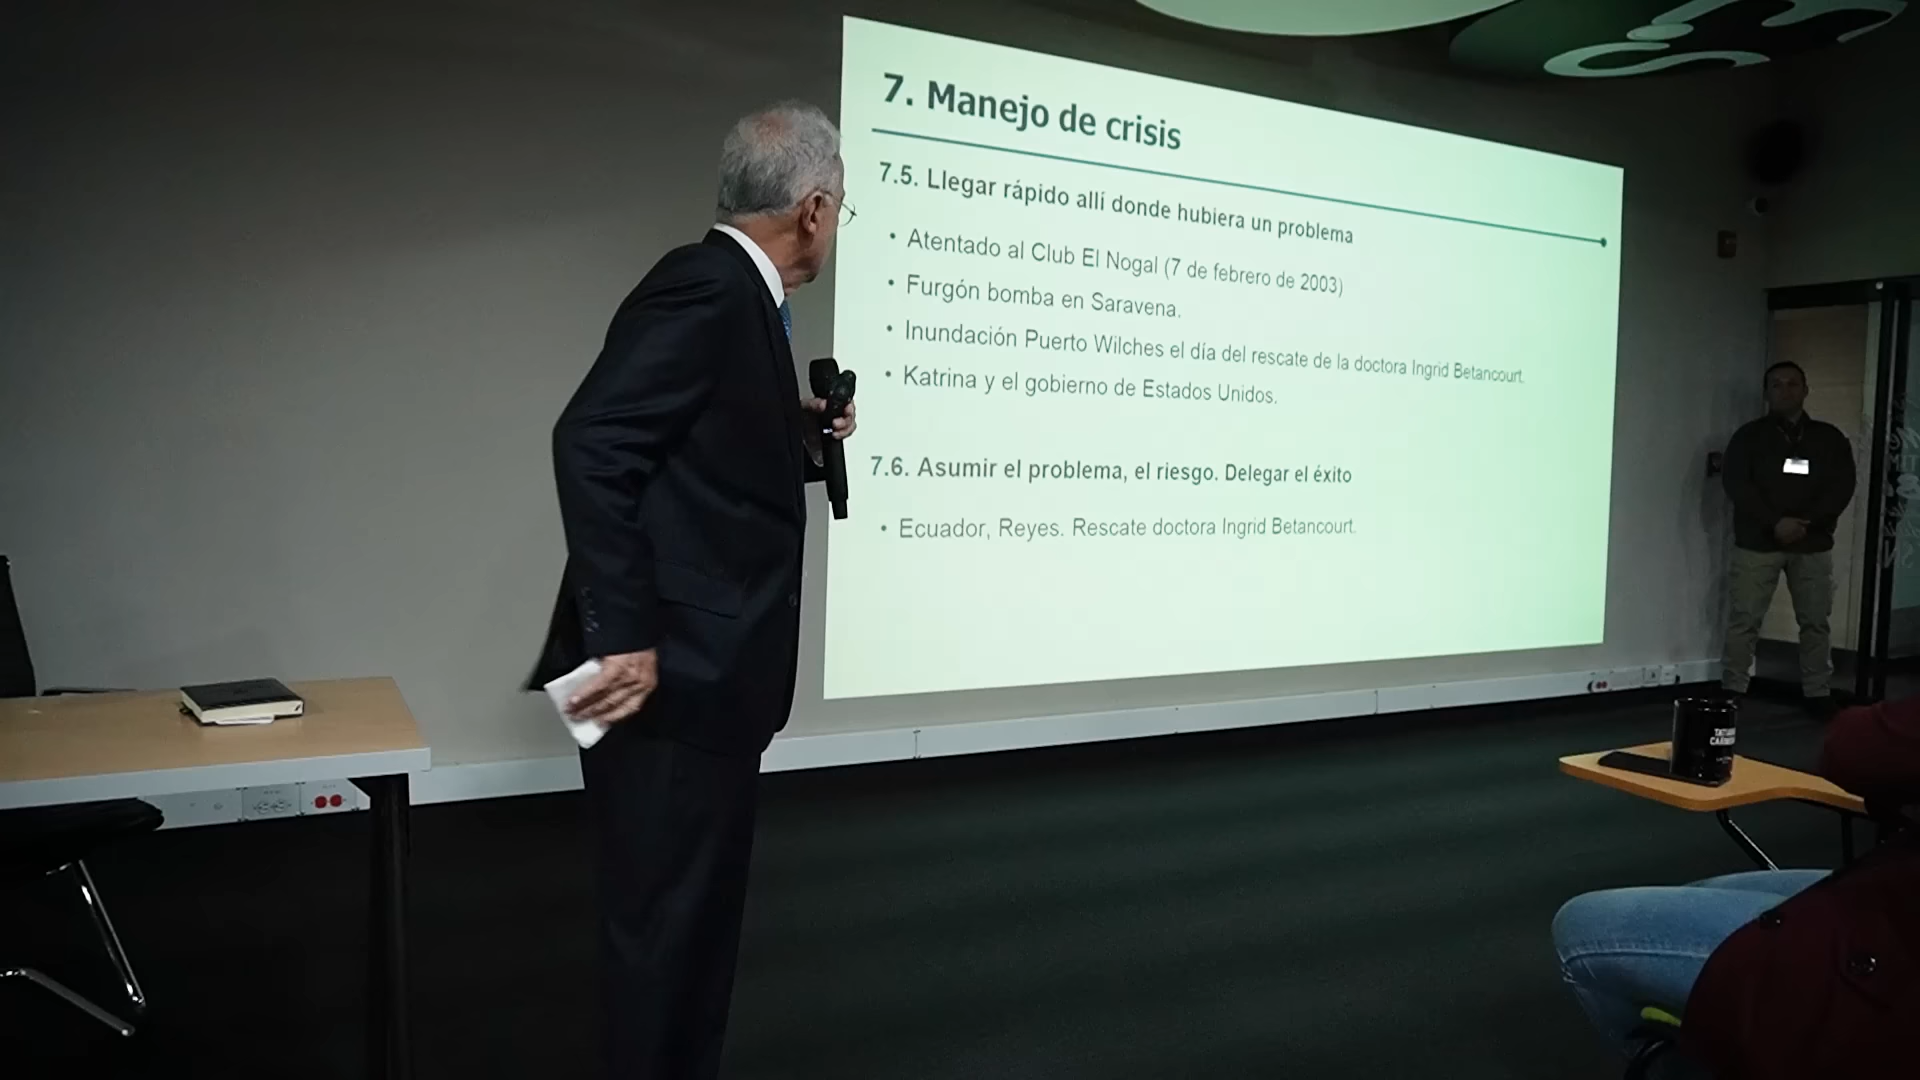 7. Manejo de crisis
7.5. Llegar rápido allí donde hubiera un problema
• Atentado al Club El Nogal (7 de febrero de 2003)
• Furgón bomba en Saravena.
• Inundación Puerto Wilches el día del rescate de la doctora Ingrid Betancourt.
• Katrina y el gobierno de Estados Unidos.
7.6. Asumir el problema, el riesgo. Delegar el éxito
• Ecuador, Reyes. Rescate doctora Ingrid Betancourt.